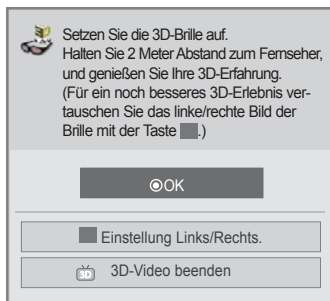 Setzen Sie die 3D-Brille auf.
Halten Sie 2 Meter Abstand zum Fernseher,
und genießen Sie Ihre 3D-Erfahrung.
(Für ein noch besseres 3D-Erlebnis ver-
tauschen Sie das linke/rechte Bild der
Brille mit der Taste .)
OK
Einstellung Links/Rechts.
3D 3D-Video beenden